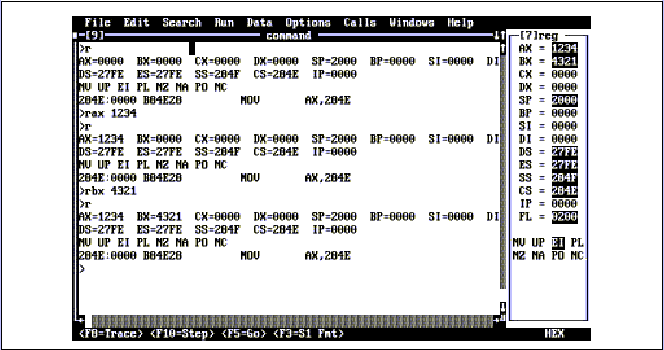 File Edit Search Run Data Options Calls Windows Help
[9] command
>r
AX=0000 BX=0000 CX=0000 DX=0000 SP=2000 BP=0000 SI=0000 DI
DS=27FE ES=27FE SS=284F CS=284E IP=0000
NV UP EI PL NZ NA PO NC
284E:0000 B84E28 MOV AX,284E
>rax 1234
>r
AX=1234 BX=0000 CX=0000 DX=0000 SP=2000 BP=0000 SI=0000 DI
DS=27FE ES=27FE SS=284F CS=284E IP=0000
NV UP EI PL NZ NA PO NC
284E:0000 B84E28 MOV AX,284E
>rbx 4321
>r
AX=1234 BX=4321 CX=0000 DX=0000 SP=2000 BP=0000 SI=0000 DI
DS=27FE ES=27FE SS=284F CS=284E IP=0000
NV UP EI PL NZ NA PO NC
284E:0000 B84E28 MOV AX,284E
>
[7]reg
AX = 1234
BX = 4321
CX = 0000
DX = 0000
SP = 2000
BP = 0000
SI = 0000
DI = 0000
DS = 27FE
ES = 27FE
SS = 284F
CS = 284E
IP = 0000
FL = 0200
NV UP EI PL
NZ NA PO NC
<F8=Trace> <F10=Step> <F5=Go> <F3=S1 Fmt> HEX